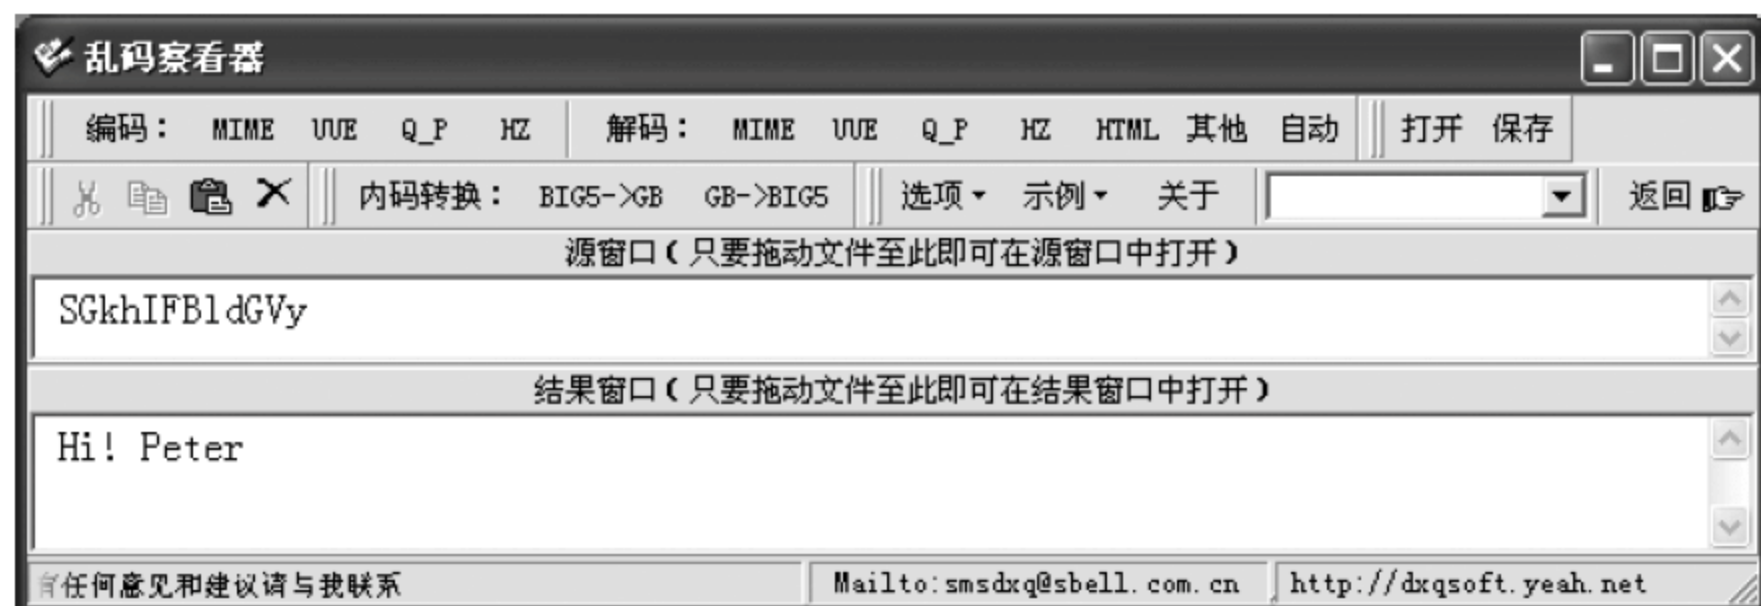 乱码察看器
编码： MIME UUE Q_P HZ 解码： MIME UUE Q_P HZ HTML 其他 自动 打开 保存
内码转换： BIG5->GB GB->BIG5 选项 示例 关于 返回
源窗口(只要拖动文件至此即可在源窗口中打开)
SGkhIFBldGVy
结果窗口(只要拖动文件至此即可在结果窗口中打开)
Hi! Peter
有任何意见和建议请与我联系 Mailto:smsdxq@sbell.com.cn http://dxqsoft.yeah.net